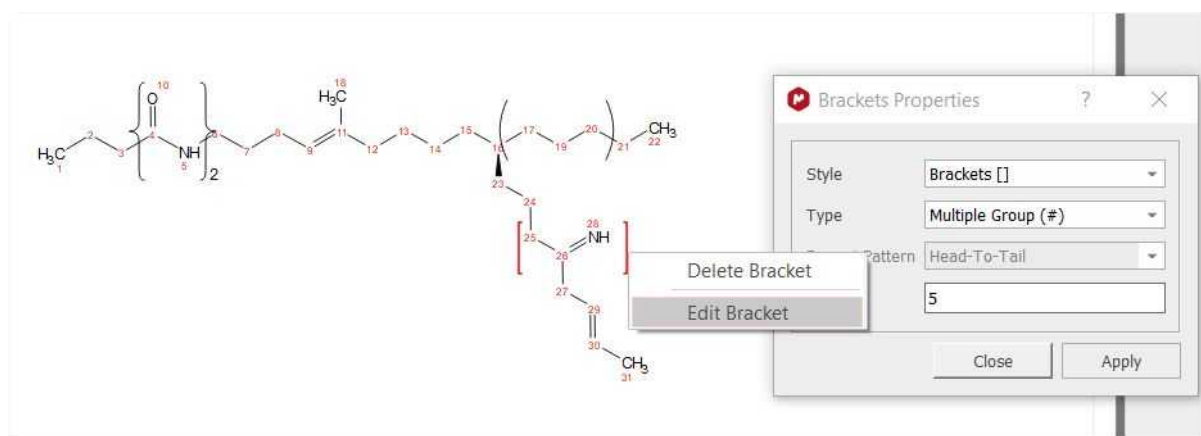 Brackets Properties ? ×
Style Brackets []
Type Multiple Group (#)
Pattern Head-To-Tail
5
Close Apply
Delete Bracket
Edit Bracket
10
O
18
H₃C
2 4 6 8 11 13 15 16 17 20 CH₃
22
H₃C 1 3 NH 5 2 7 9 12 14 19 21
23
24
28
25 NH
26
27
29
30
CH₃
31